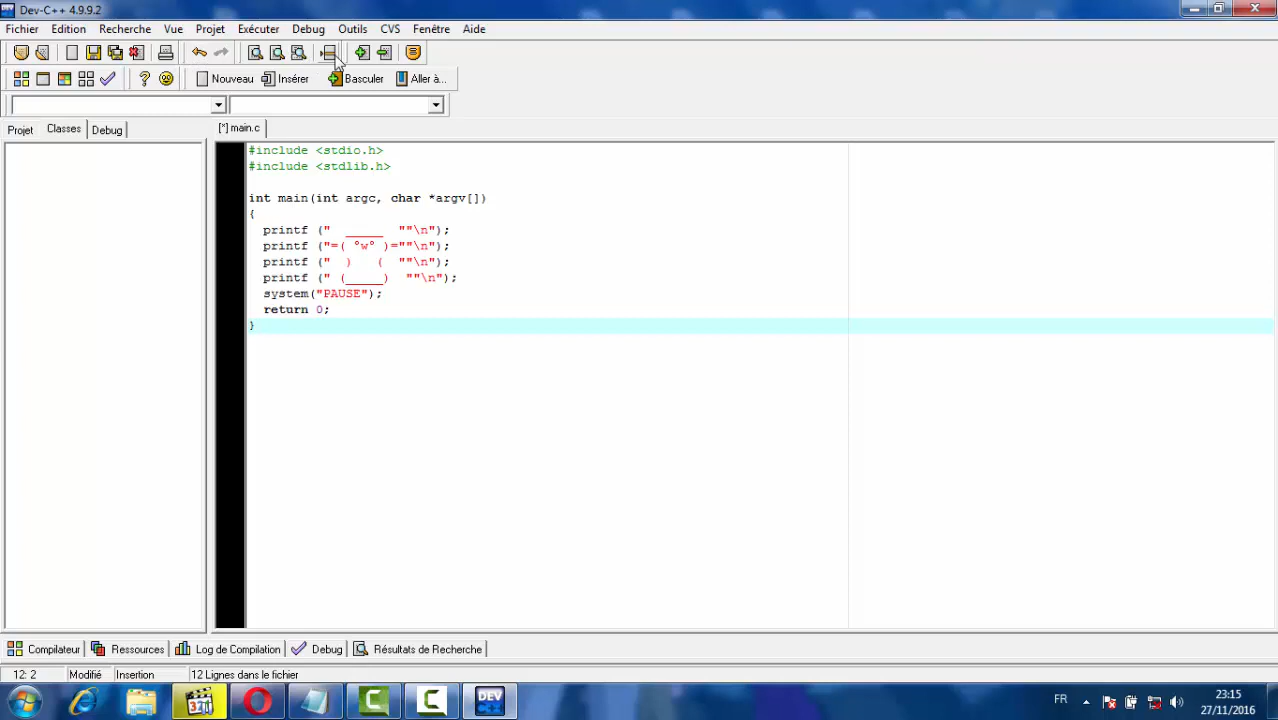 Dev-C++ 4.9.9.2
Fichier Edition Recherche Vue Projet Exécuter Debug Outils CVS Fenêtre Aide
Nouveau Insérer Basculer Aller à...
Projet Classes Debug
[*] main.c
#include <stdio.h>
#include <stdlib.h>
int main(int argc, char *argv[])
{
printf ("  _____  ""\n");
printf ("=( °w° )=""\n");
printf ("  )   (  ""\n");
printf (" (_____)  ""\n");
system("PAUSE");
return 0;
}
Compilateur Ressources Log de Compilation Debug Résultats de Recherche
12: 2 Modifié Insertion 12 Lignes dans le fichier
321 DEV C++ FR 23:15
27/11/2016